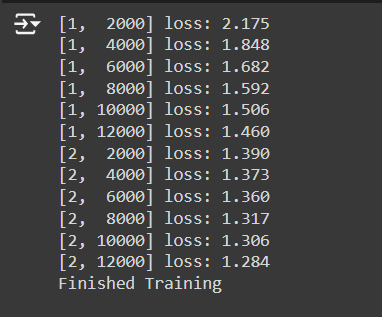 [1,  2000] loss: 2.175
[1,  4000] loss: 1.848
[1,  6000] loss: 1.682
[1,  8000] loss: 1.592
[1, 10000] loss: 1.506
[1, 12000] loss: 1.460
[2,  2000] loss: 1.390
[2,  4000] loss: 1.373
[2,  6000] loss: 1.360
[2,  8000] loss: 1.317
[2, 10000] loss: 1.306
[2, 12000] loss: 1.284
Finished Training